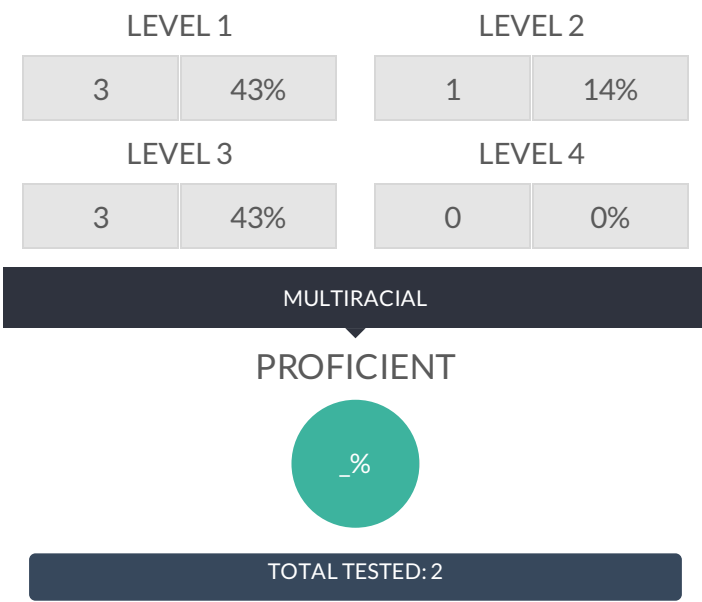 LEVEL 1 LEVEL 2
3 43% 1 14%
LEVEL 3 LEVEL 4
3 43% 0 0%
MULTIRACIAL
PROFICIENT
_%
TOTAL TESTED: 2